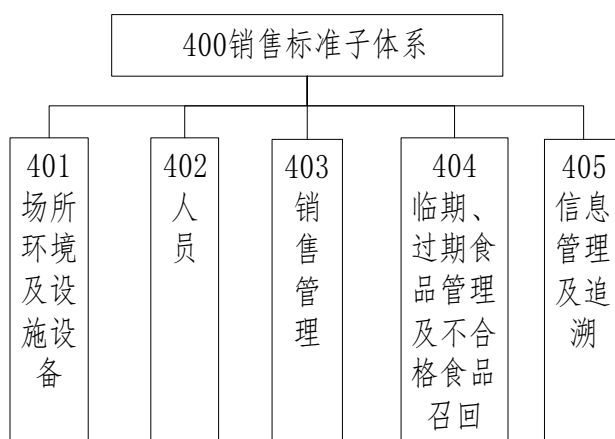 400销售标准子体系
401
场所
环境
及设
施设
备
402
人
员
403
销
售
管
理
404
临期、
过期食
品管理
及不合
格食品
召回
405
信息
管理
及追
溯